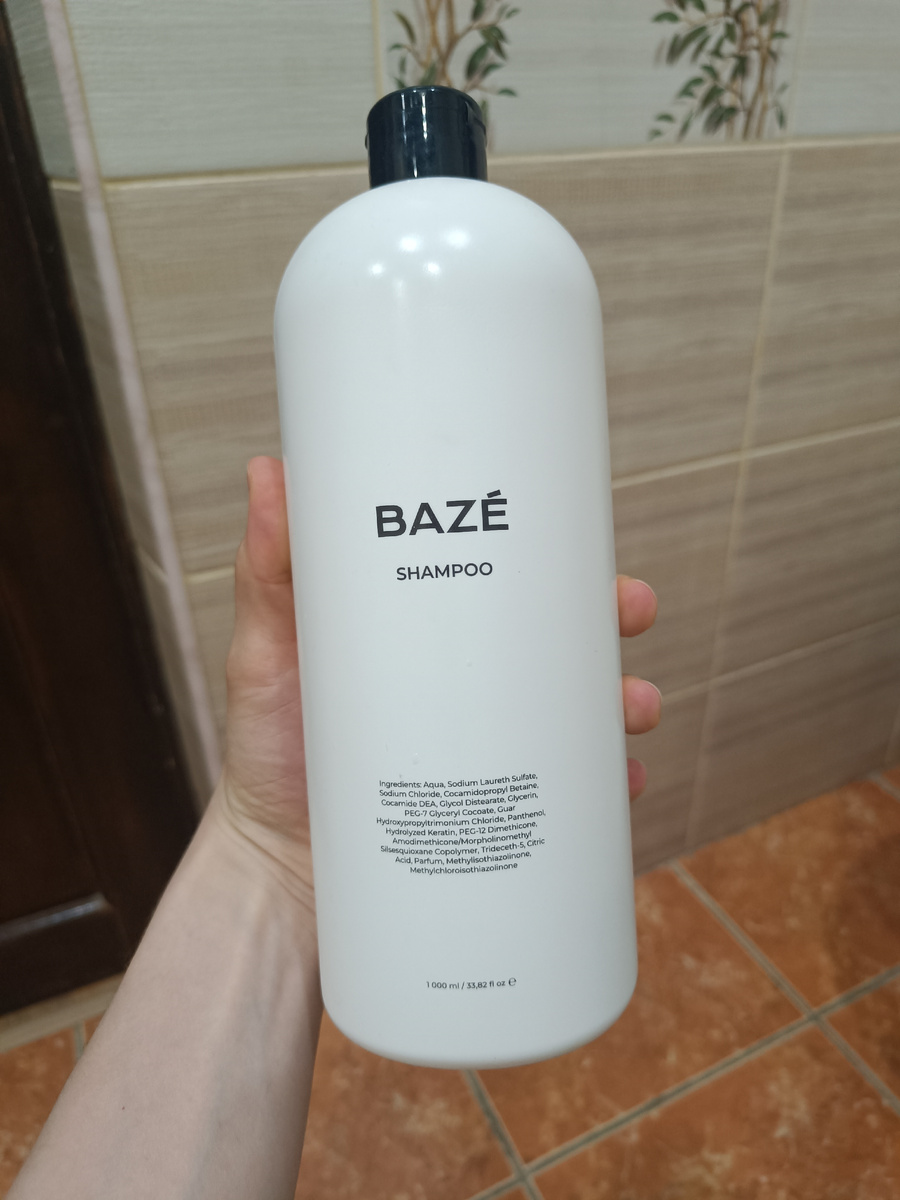 BAZÉ
SHAMPOO
Ingredients: Aqua, Sodium Laureth Sulfate,
Sodium Chloride, Cocamidopropyl Betaine,
Cocamide DEA, Glycol Distearate, Glycerin,
PEG-7 Glyceryl Cocoate, Guar
Hydroxypropyltrimonium Chloride, Panthenol,
Hydrolyzed Keratin, PEG-12 Dimethicone,
Amodimethicone/Morpholinomethyl
Silsesquioxane Copolymer, Trideceth-5, Citric
Acid, Parfum, Methylisothiazolinone,
Methylchloroisothiazolinone
1 000 ml / 33,82 fl oz ℮